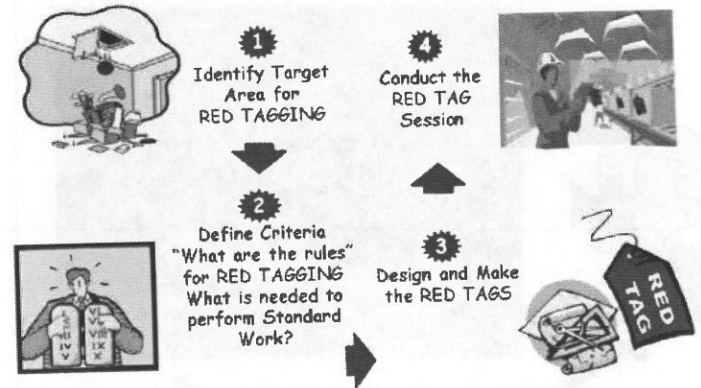 1
Identify Target
Area for
RED TAGGING
2
Define Criteria
"What are the rules"
for RED TAGGING
What is needed to
perform Standard
Work?
3
Design and Make
the RED TAGS
4
Conduct the
RED TAG
Session
RED
TAG